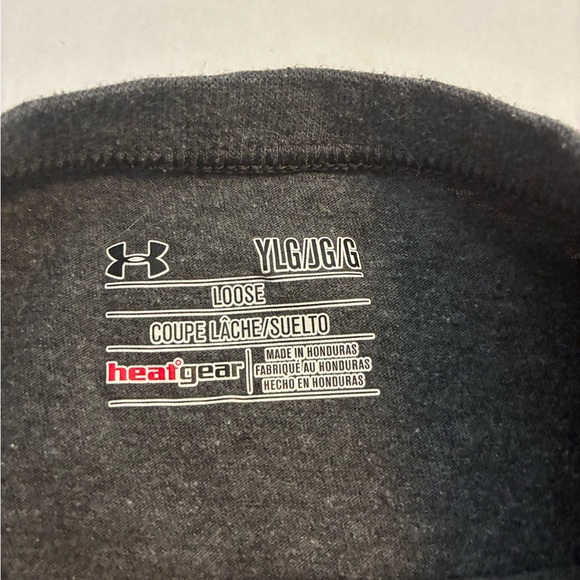 YLG/JG/G
LOOSE
COUPE LÂCHE/SUELTO
heatgear
MADE IN HONDURAS
FABRIQUÉ AU HONDURAS
HECHO EN HONDURAS